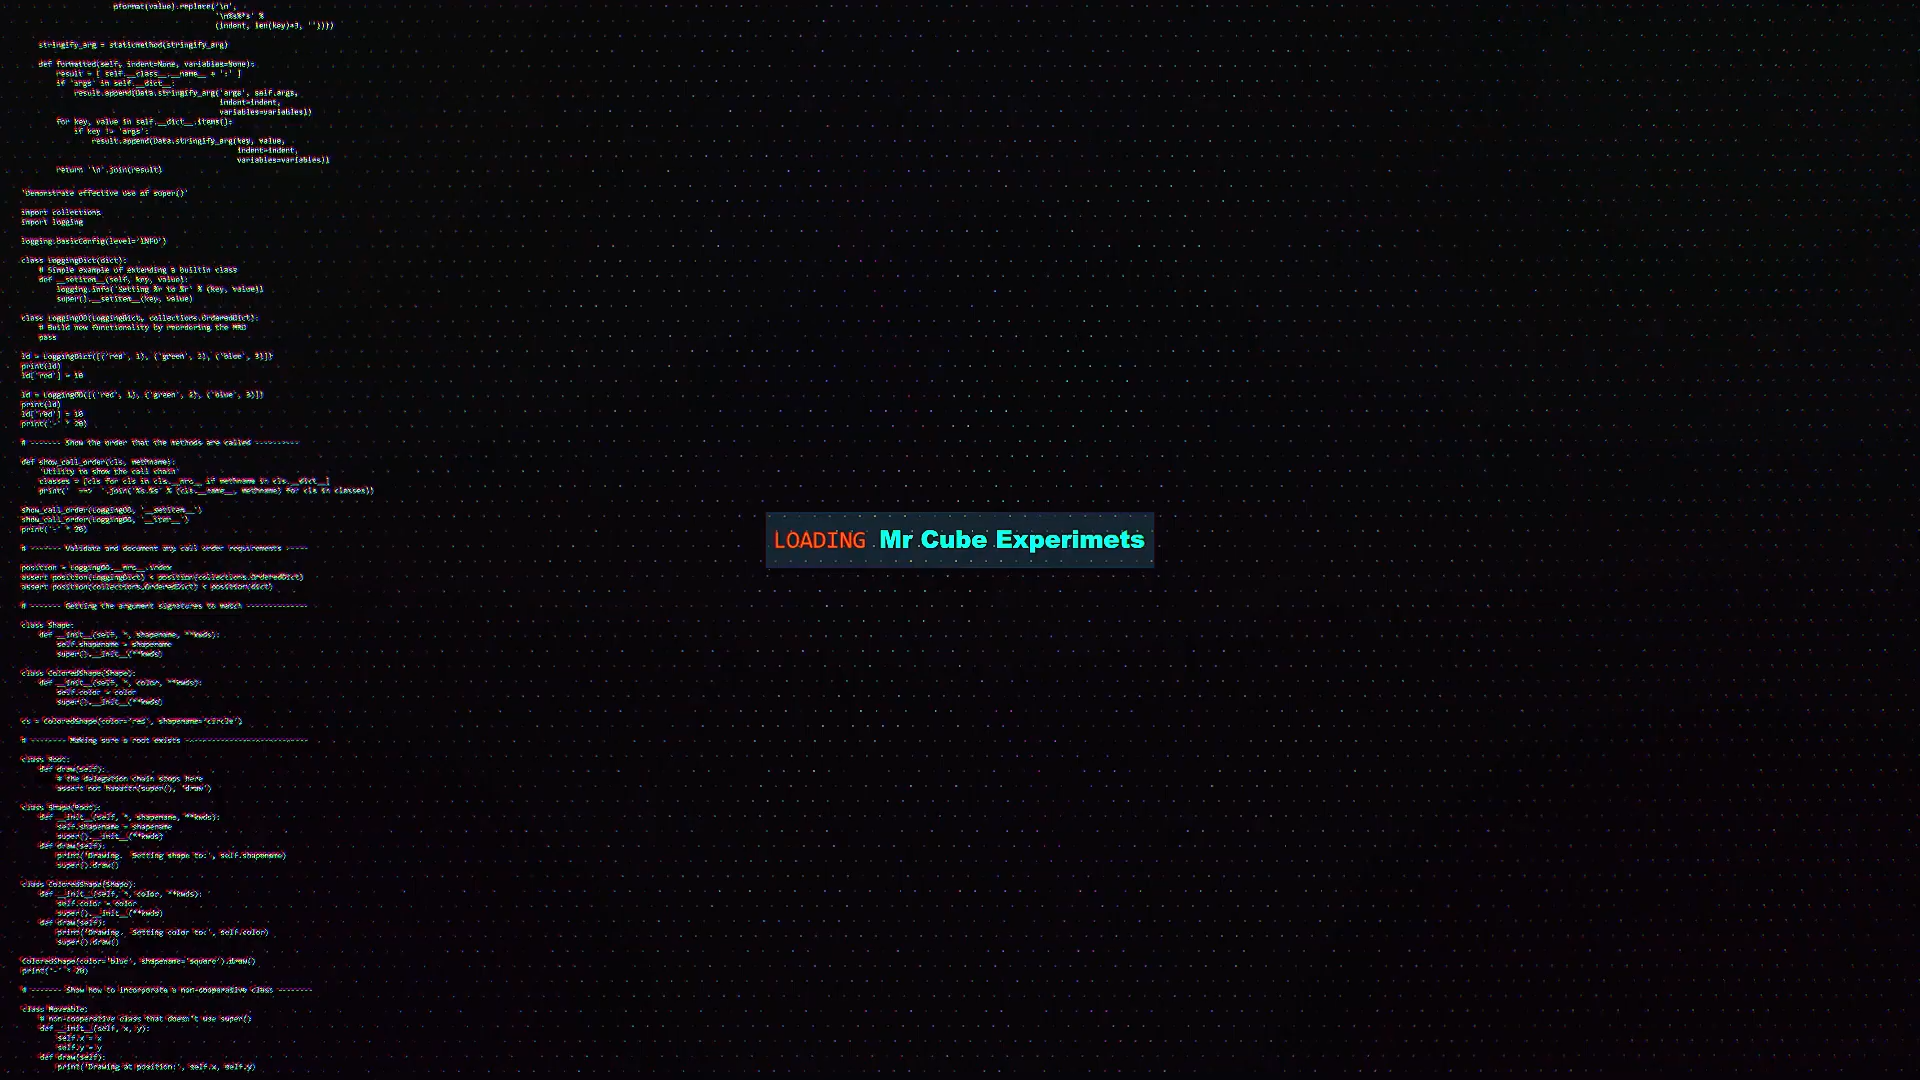 pformat(value).replace('\n',
'\n%s%*s' %
(indent, len(key)+3, '')))
stringify_arg = staticmethod(stringify_arg)
def formatted(self, indent=None, variables=None):
result = [ self.__class__.__name__ + ':' ]
if 'args' in self.__dict__:
result.append(Data.stringify_arg('args', self.args,
indent=indent,
variables=variables))
for key, value in self.__dict__.items():
if key != 'args':
result.append(Data.stringify_arg(key, value,
indent=indent,
variables=variables))
return '\n'.join(result)
'Demonstrate effective use of super()'
import collections
import logging
logging.basicConfig(level='INFO')
class LoggingDict(dict):
# Simple example of extending a builtin class
def __setitem__(self, key, value):
logging.info('Setting %r to %r' % (key, value))
super().__setitem__(key, value)
class LoggingOD(LoggingDict, collections.OrderedDict):
# Build new functionality by reordering the MRO
pass
ld = LoggingDict([('red', 1), ('green', 2), ('blue', 3)])
print(ld)
ld['red'] = 10
ld = LoggingOD([('red', 1), ('green', 2), ('blue', 3)])
print(ld)
ld['red'] = 10
print('-' * 20)
# ------- Show the order that the methods are called ----------
def show_call_order(cls, methname):
'Utility to show the call chain'
classes = [cls for cls in cls.__mro__ if methname in cls.__dict__]
print('  ==>  '.join('%s.%s' % (cls.__name__, methname) for cls in classes))
show_call_order(LoggingOD, '__setitem__')
show_call_order(LoggingOD, '__iter__')
print('-' * 20)
# ------- Validate and document any call order requirements -----
position = LoggingOD.__mro__.index
assert position(LoggingDict) < position(collections.OrderedDict)
assert position(collections.OrderedDict) < position(dict)
# ------- Getting the argument signatures to match --------------
class Shape:
def __init__(self, *, shapename, **kwds):
self.shapename = shapename
super().__init__(**kwds)
class ColoredShape(Shape):
def __init__(self, *, color, **kwds):
self.color = color
super().__init__(**kwds)
cs = ColoredShape(color='red', shapename='circle')
# -------- Making sure a root exists ----------------------------
class Root:
def draw(self):
# the delegation chain stops here
assert not hasattr(super(), 'draw')
class Shape(Root):
def __init__(self, *, shapename, **kwds):
self.shapename = shapename
super().__init__(**kwds)
def draw(self):
print('Drawing.  Setting shape to:', self.shapename)
super().draw()
class ColoredShape(Shape):
def __init__(self, *, color, **kwds):
self.color = color
super().__init__(**kwds)
def draw(self):
print('Drawing.  Setting color to:', self.color)
super().draw()
ColoredShape(color='blue', shapename='square').draw()
print('-' * 20)
# ------- Show how to incorporate a non-cooperative class --------
class Moveable:
# non-cooperative class that doesn't use super()
def __init__(self, x, y):
self.x = x
self.y = y
def draw(self):
print('Drawing at position:', self.x, self.y)
LOADING Mr Cube Experimets